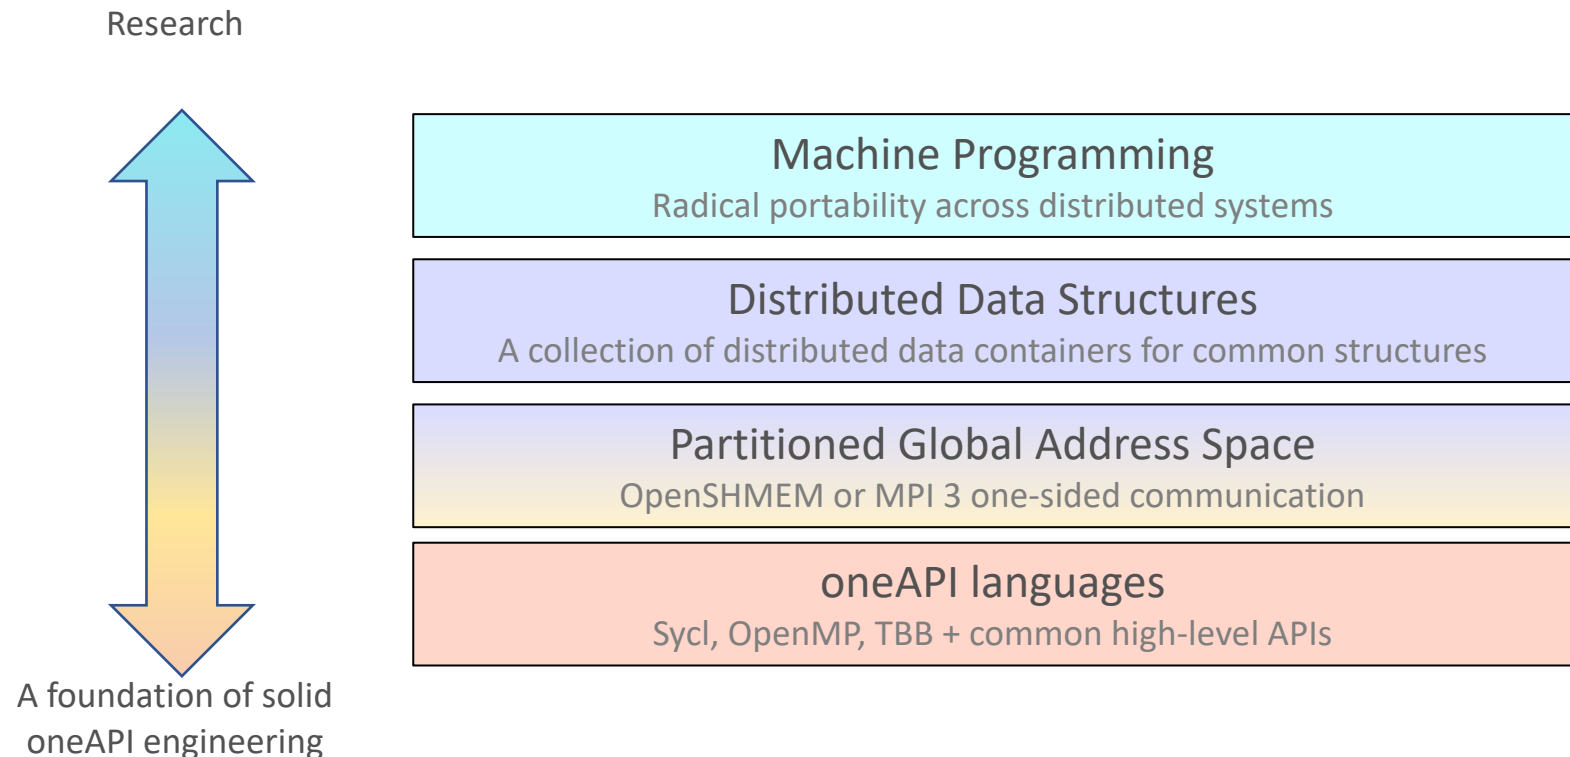 Research
Machine Programming
Radical portability across distributed systems
Distributed Data Structures
A collection of distributed data containers for common structures
Partitioned Global Address Space
OpenSHMEM or MPI 3 one-sided communication
oneAPI languages
Sycl, OpenMP, TBB + common high-level APIs
A foundation of solid
oneAPI engineering